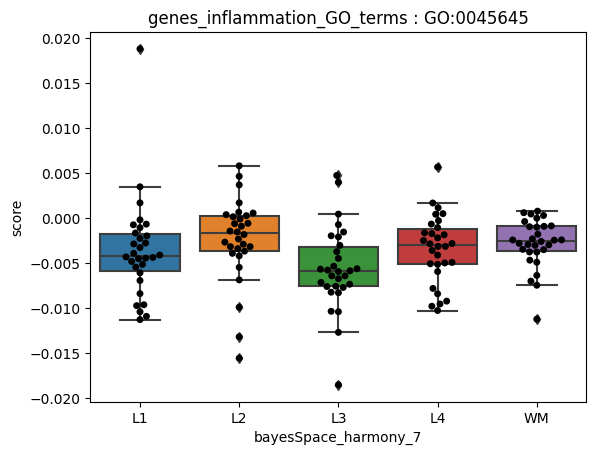 genes_inflammation_GO_terms : GO:0045645
score
0.020
0.015
0.010
0.005
0.000
−0.005
−0.010
−0.015
−0.020
L1 L2 L3 L4 WM
bayesSpace_harmony_7